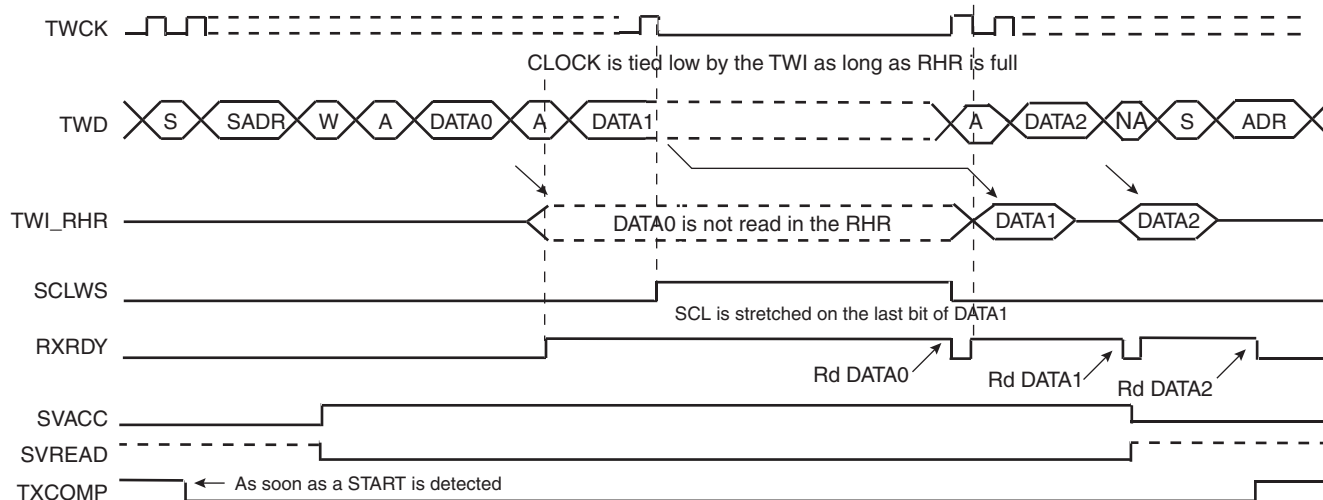 TWCK
CLOCK is tied low by the TWI as long as RHR is full
TWD S SADR W A DATA0 A DATA1 A DATA2 NA S ADR
TWI_RHR DATA0 is not read in the RHR DATA1 DATA2
SCLWS
SCL is stretched on the last bit of DATA1
RXRDY
Rd DATA0 Rd DATA1 Rd DATA2
SVACC
SVREAD
TXCOMP As soon as a START is detected